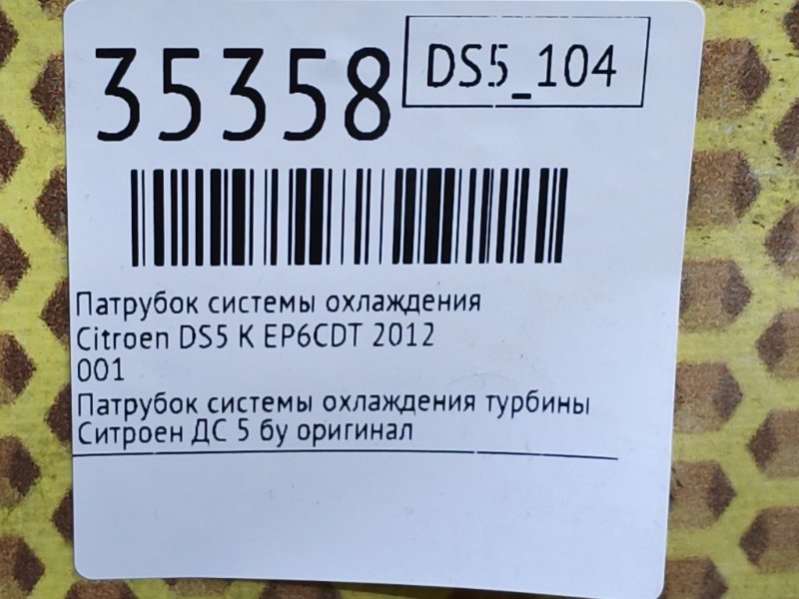 35358
DS5_104
Патрубок системы охлаждения
Citroen DS5 K EP6CDT 2012
001
Патрубок системы охлаждения турбины
Ситроен ДС 5 бу оригинал